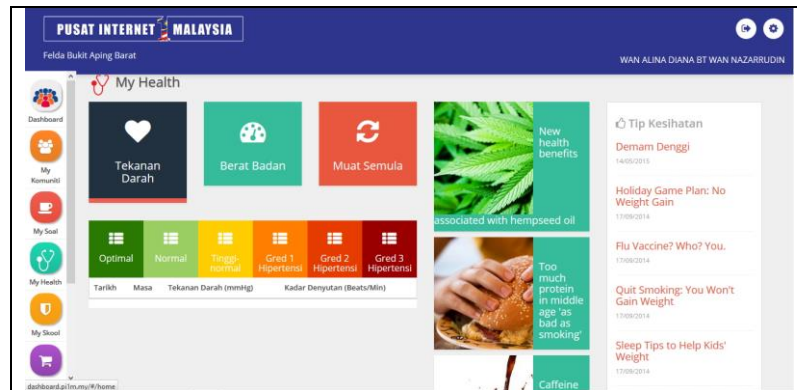 PUSAT INTERNET 1 MALAYSIA
Felda Bukit Aping Barat
WAN ALINA DIANA BT WAN NAZARRUDIN
Dashboard
My
Komuniti
My Soal
My Health
My Skool
My Health
Tekanan
Darah
Berat Badan
Muat Semula
Optimal
Normal
Tinggi-
normal
Gred 1
Hipertensi
Gred 2
Hipertensi
Gred 3
Hipertensi
Tarikh Masa Tekanan Darah (mmHg) Kadar Denyutan (Beats/Min)
New
health
benefits
associated with hempseed oil
Too
much
protein
in middle
age 'as
bad as
smoking'
Caffeine
Tip Kesihatan
Demam Denggi
14/05/2015
Holiday Game Plan: No
Weight Gain
17/09/2014
Flu Vaccine? Who? You.
17/09/2014
Quit Smoking: You Won't
Gain Weight
17/09/2014
Sleep Tips to Help Kids'
Weight
17/09/2014
dashboard.pi1m.my/#/home